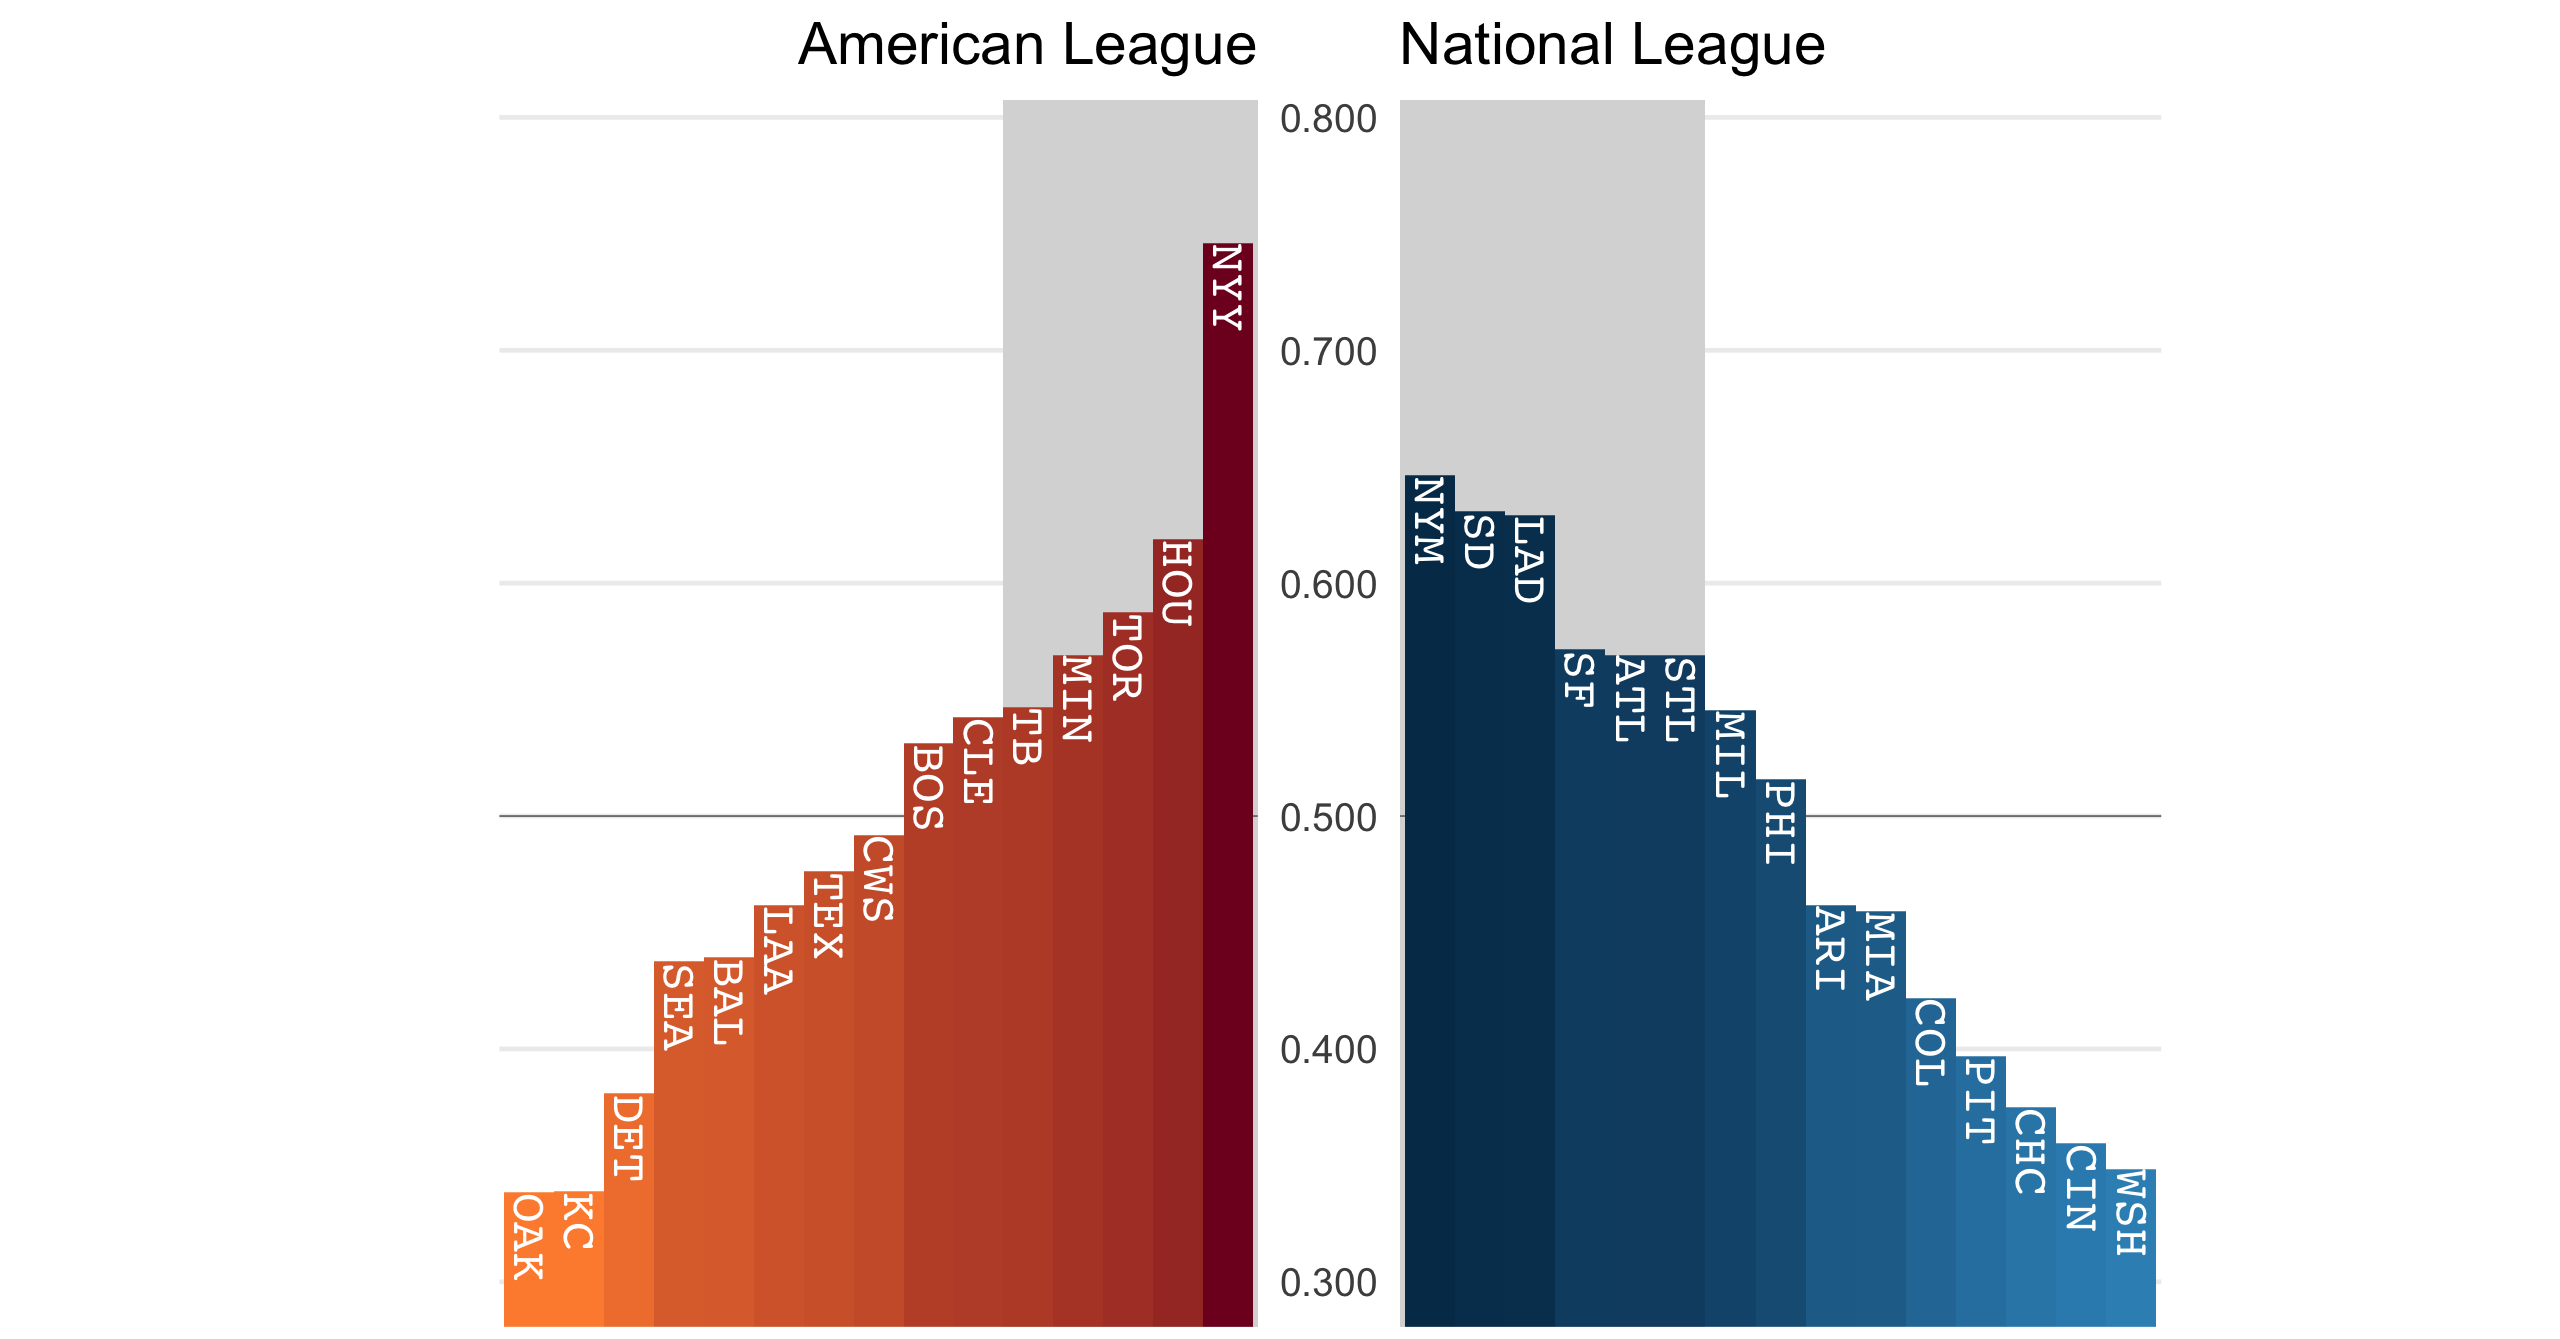 American League
National League
0.800
0.700
0.600
0.500
0.400
0.300
OAK
KC
DET
SEA
BAL
LAA
TEX
CWS
BOS
CLE
TB
MIN
TOR
HOU
NYY
NYM
SD
LAD
SF
ATL
STL
MIL
PHI
ARI
MIA
COL
PIT
CHC
CIN
WSH